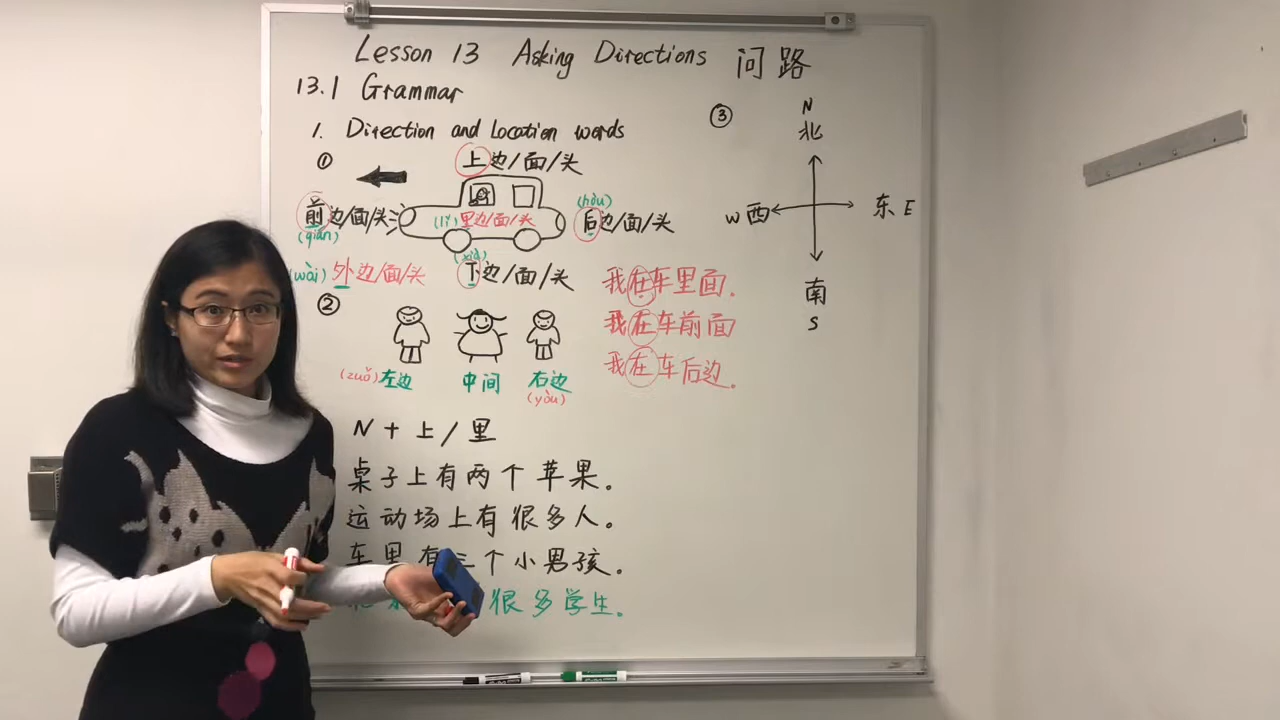 Lesson 13 Asking Directions 问路
13.1 Grammar
1. Direction and Location words
①
上边/面/头
前边/面/头
(qián)
(lǐ) 里边/面/头
(hòu)
后边/面/头
(wài) 外边/面/头
(xià)
下边/面/头
②
(zuǒ) 左边
中间
右边
(yòu)
我在车里面.
我在车前面
我在车后边.
N + 上/里
桌子上有两个苹果。
运动场上有很多人。
车里有三个小男孩。
很多学生。
③
N
北
W 西
东 E
南
S